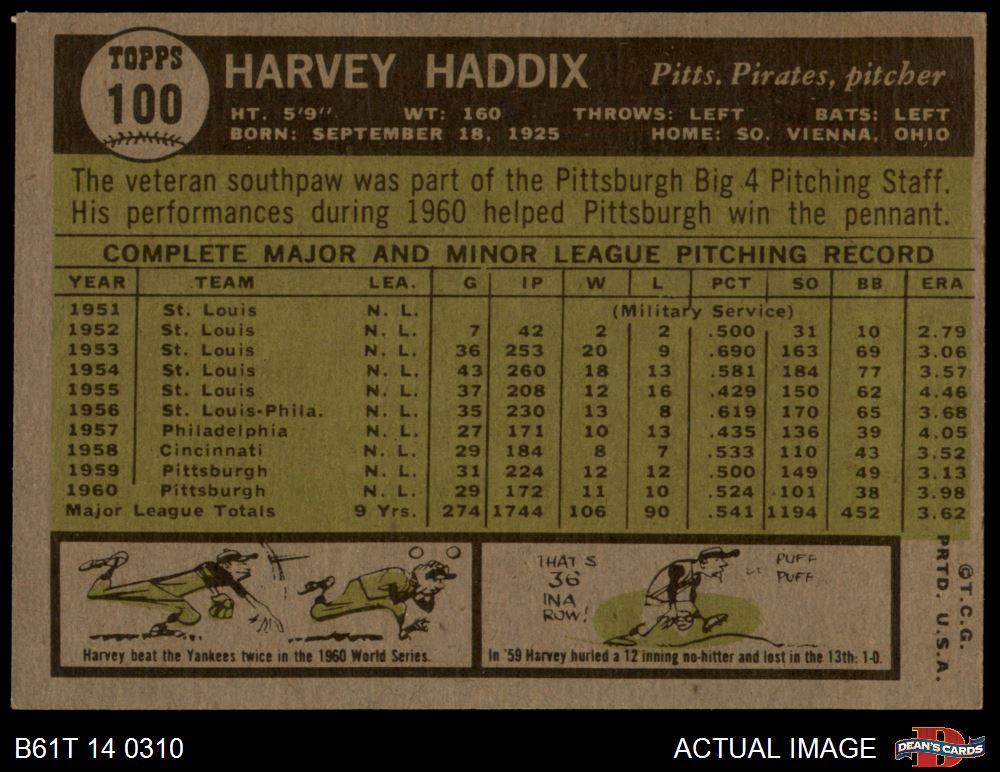 TOPPS
100
HARVEY HADDIX Pitts. Pirates, pitcher
HT. 5'9" WT: 160 THROWS: LEFT BATS: LEFT
BORN: SEPTEMBER 18, 1925 HOME: SO. VIENNA, OHIO
The veteran southpaw was part of the Pittsburgh Big 4 Pitching Staff.
His performances during 1960 helped Pittsburgh win the pennant.
COMPLETE MAJOR AND MINOR LEAGUE PITCHING RECORD
YEAR TEAM LEA. G IP W L PCT SO BB ERA
1951 St. Louis N. L. (Military Service)
1952 St. Louis N. L. 7 42 2 2 .500 31 10 2.79
1953 St. Louis N. L. 36 253 20 9 .690 163 69 3.06
1954 St. Louis N. L. 43 260 18 13 .581 184 77 3.57
1955 St. Louis N. L. 37 208 12 16 .429 150 62 4.46
1956 St. Louis-Phila. N. L. 35 230 13 8 .619 170 65 3.68
1957 Philadelphia N. L. 27 171 10 13 .435 136 39 4.05
1958 Cincinnati N. L. 29 184 8 7 .533 110 43 3.52
1959 Pittsburgh N. L. 31 224 12 12 .500 149 49 3.13
1960 Pittsburgh N. L. 29 172 11 10 .524 101 38 3.98
Major League Totals 9 Yrs. 274 1744 106 90 .541 1194 452 3.62
THAT S
36
IN A
ROW!
PUFF
PUFF
Harvey beat the Yankees twice in the 1960 World Series.
In '59 Harvey hurled a 12 inning no-hitter and lost in the 13th: 1-0.
©T.C.G.
PRTD. U.S.A.
B61T 14 0310
ACTUAL IMAGE
D
DEAN'S CARDS